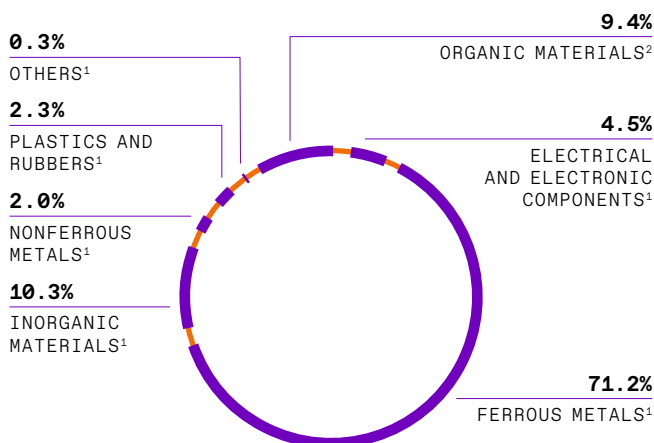 0.3%
OTHERS¹
2.3%
PLASTICS AND
RUBBERS¹
2.0%
NONFERROUS
METALS¹
10.3%
INORGANIC
MATERIALS¹
9.4%
ORGANIC MATERIALS²
4.5%
ELECTRICAL
AND ELECTRONIC
COMPONENTS¹
71.2%
FERROUS METALS¹